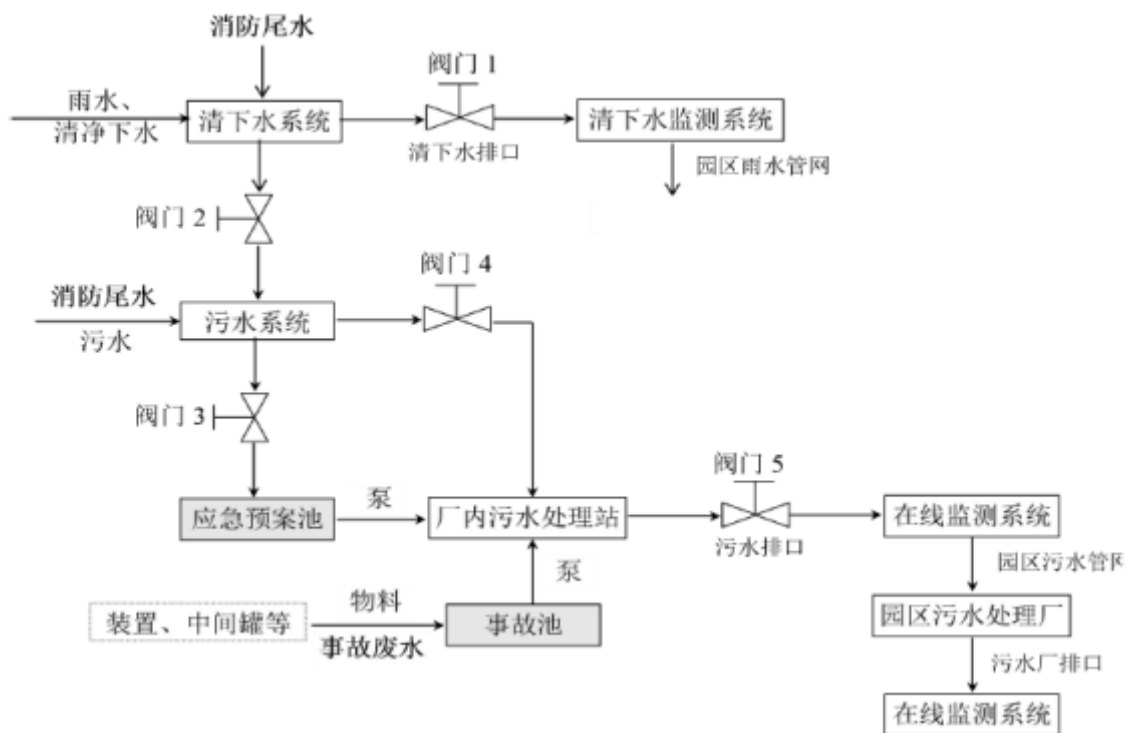 消防尾水
阀门 1
雨水、
清净下水
清下水系统
清下水监测系统
清下水排口
园区雨水管网
阀门 2
阀门 4
消防尾水
污水
污水系统
阀门 3
阀门 5
应急预案池
泵
厂内污水处理站
污水排口
在线监测系统
园区污水管网
泵
装置、中间罐等
物料
事故废水
事故池
园区污水处理厂
污水厂排口
在线监测系统